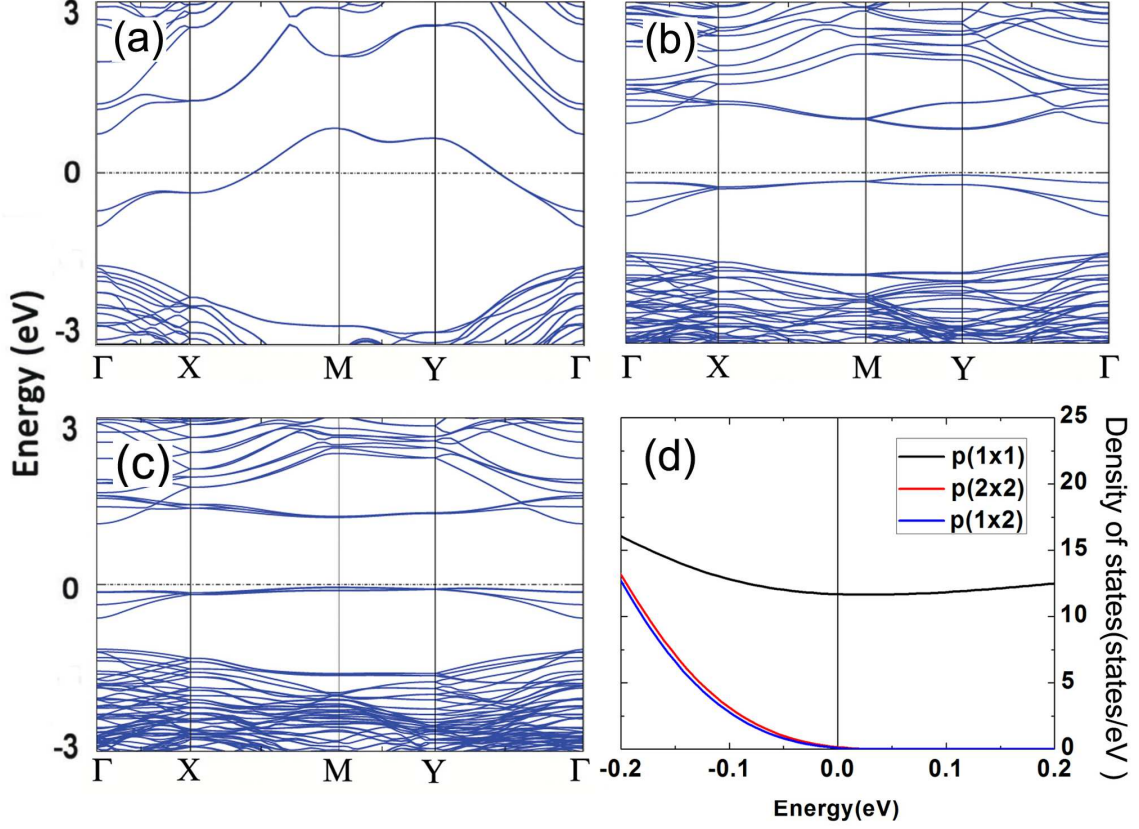 (a)
(b)
3
0
-3
Γ X M Y Γ
Γ X M Y Γ
Energy (eV)
(c)
3
0
-3
Γ X M Y Γ
(d)
p(1x1)
p(2x2)
p(1x2)
25
20
15
10
5
0
Density of states(states/eV )
-0.2 -0.1 0.0 0.1 0.2
Energy(eV)